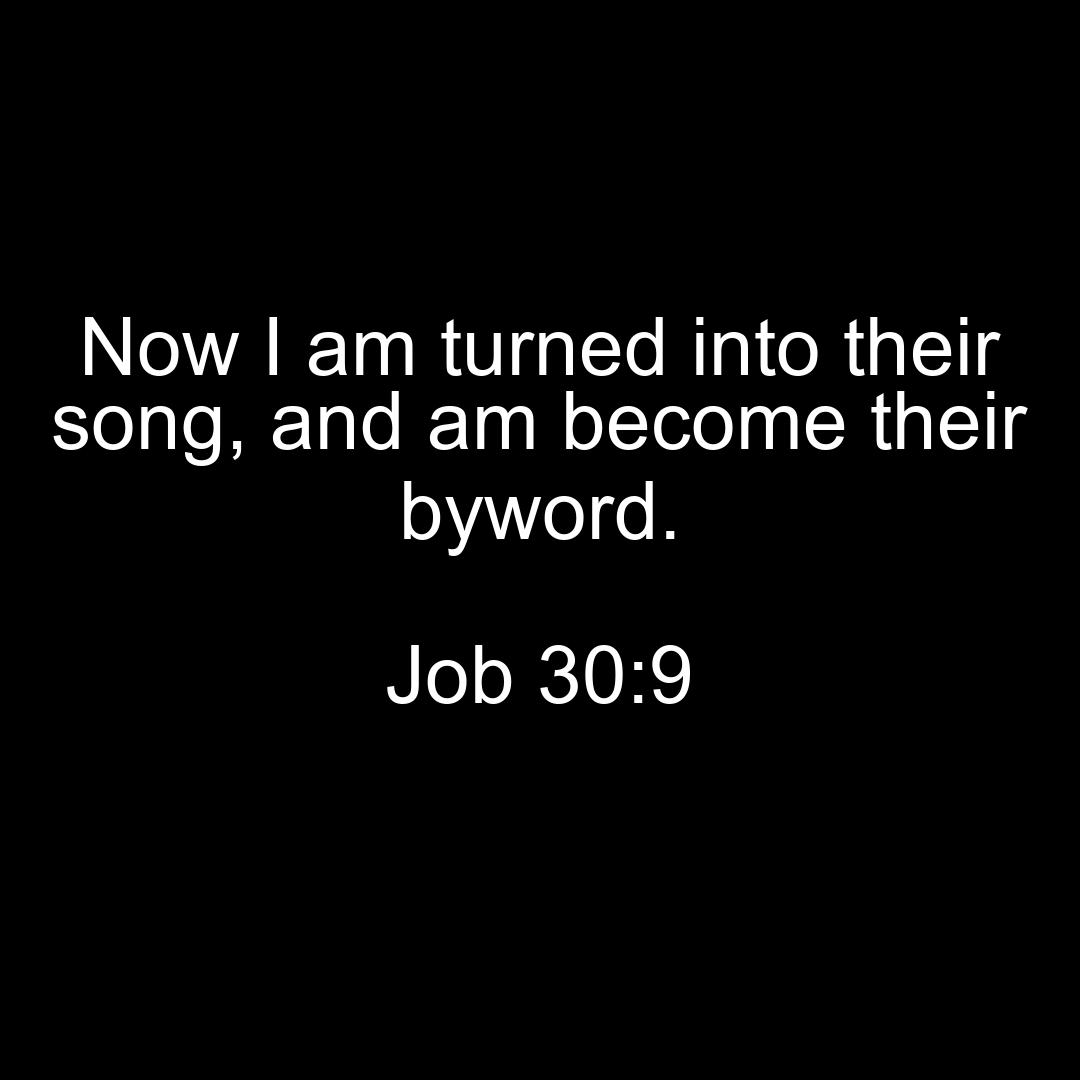 Now I am turned into their
song, and am become their
byword.
Job 30:9